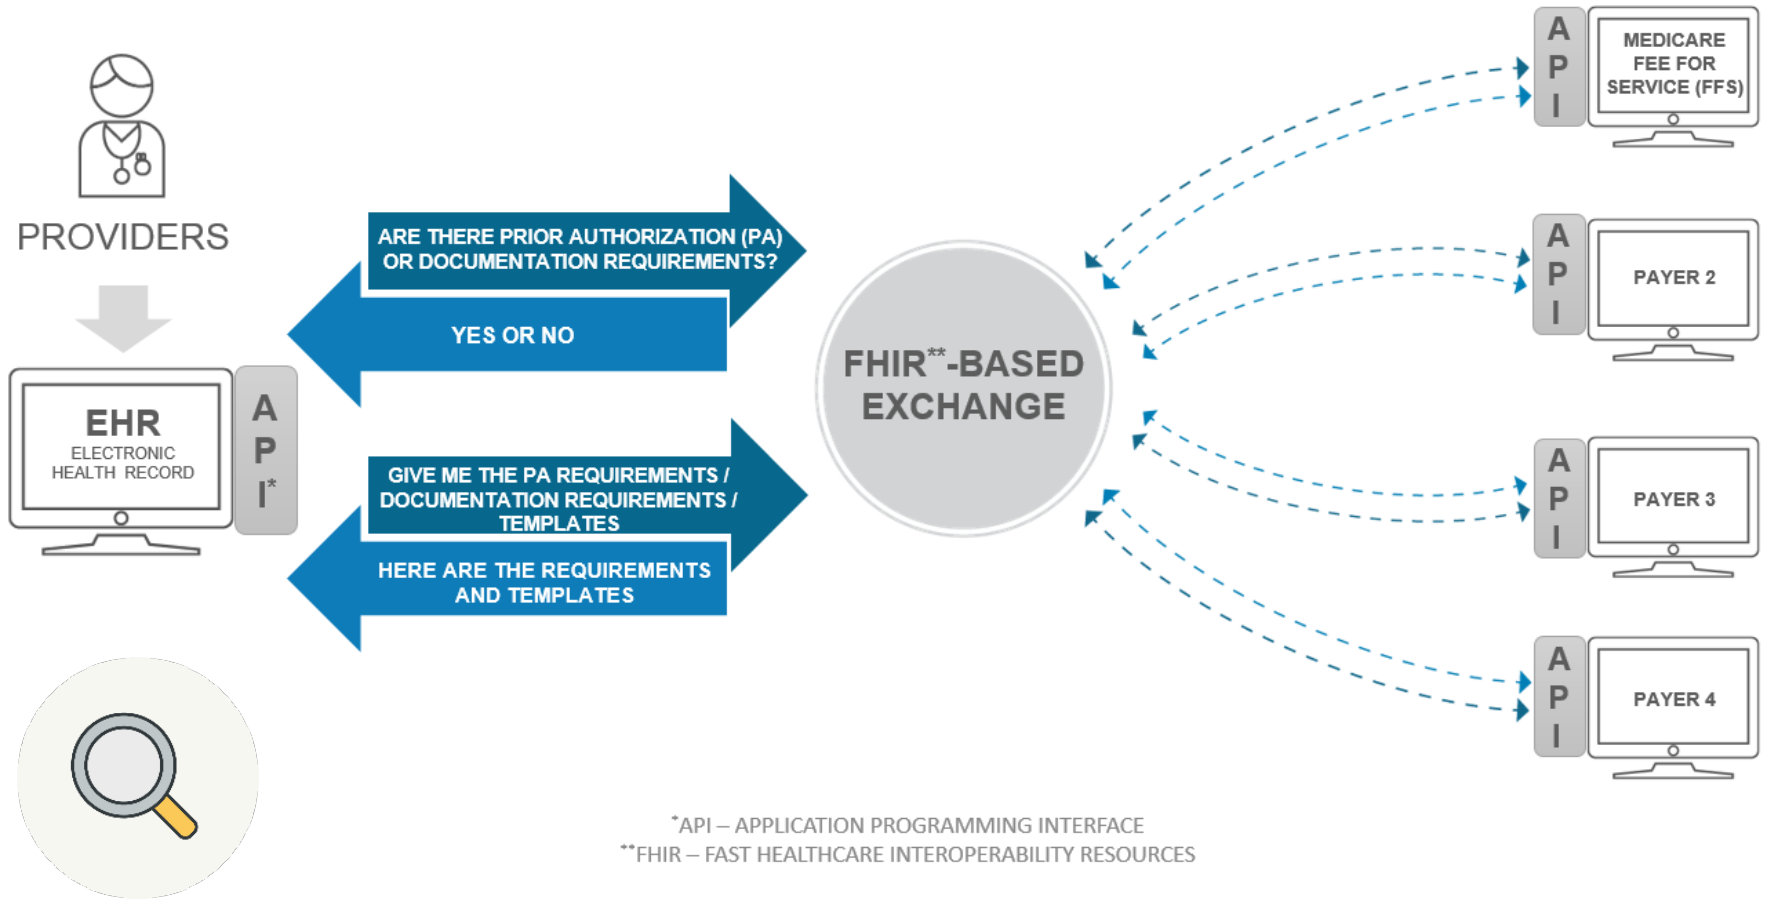 PROVIDERS
EHR
ELECTRONIC
HEALTH RECORD
A
P
I*
ARE THERE PRIOR AUTHORIZATION (PA)
OR DOCUMENTATION REQUIREMENTS?
YES OR NO
GIVE ME THE PA REQUIREMENTS /
DOCUMENTATION REQUIREMENTS /
TEMPLATES
HERE ARE THE REQUIREMENTS
AND TEMPLATES
FHIR**-BASED
EXCHANGE
A
P
I
MEDICARE
FEE FOR
SERVICE (FFS)
A
P
I
PAYER 2
A
P
I
PAYER 3
A
P
I
PAYER 4
*API – APPLICATION PROGRAMMING INTERFACE
**FHIR – FAST HEALTHCARE INTEROPERABILITY RESOURCES